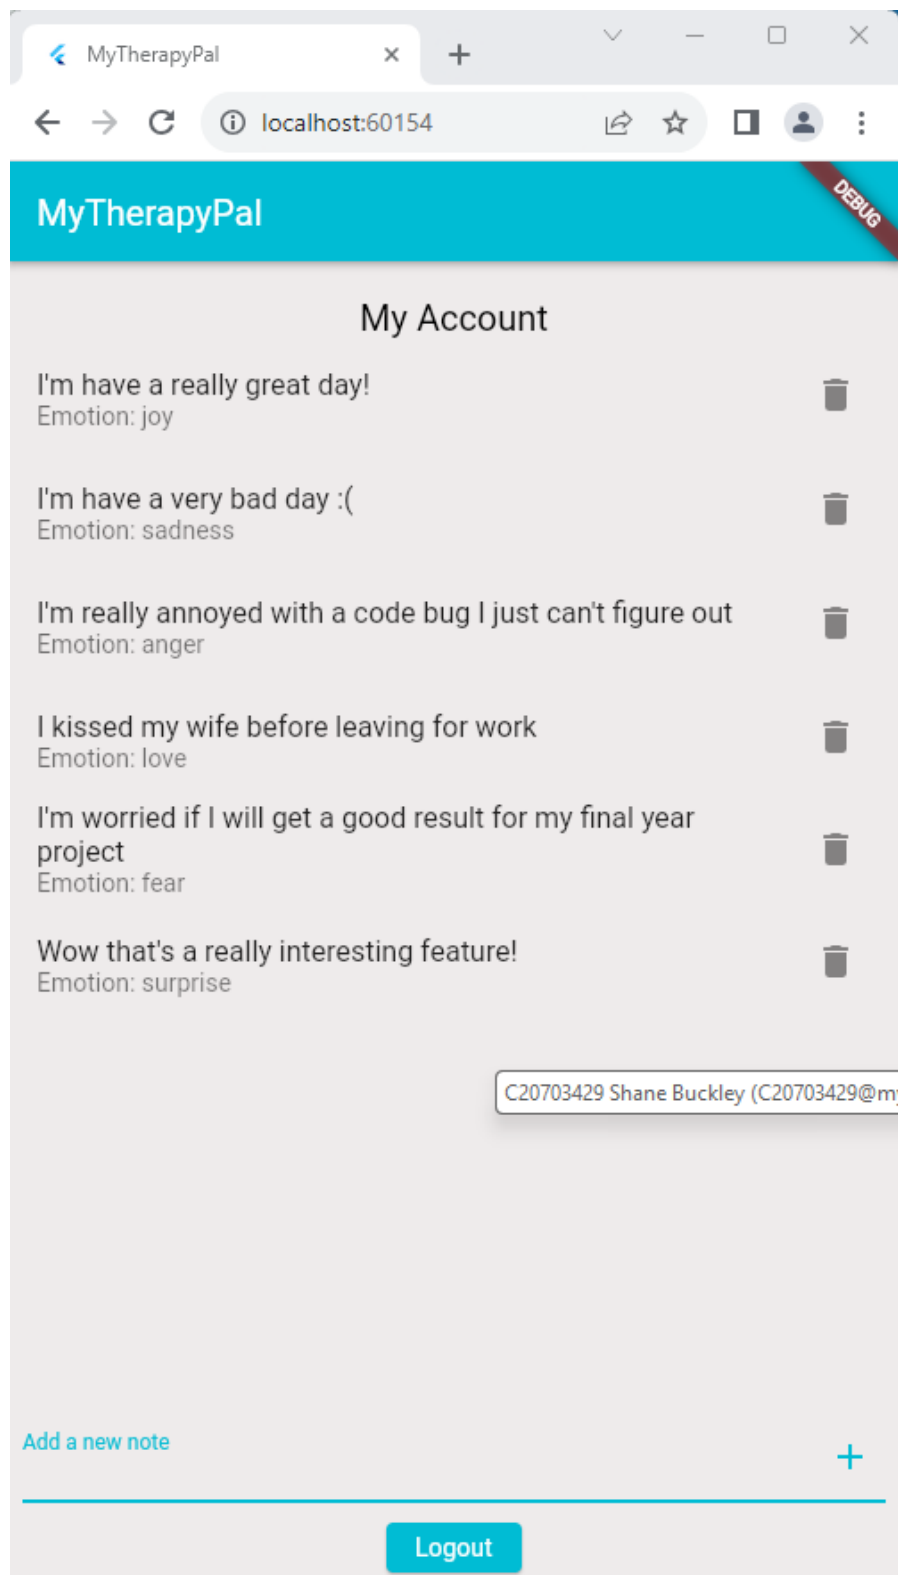 MyTherapyPal
localhost:60154
MyTherapyPal
DEBUG
My Account
I'm have a really great day!
Emotion: joy
I'm have a very bad day :(
Emotion: sadness
I'm really annoyed with a code bug I just can't figure out
Emotion: anger
I kissed my wife before leaving for work
Emotion: love
I'm worried if I will get a good result for my final year
project
Emotion: fear
Wow that's a really interesting feature!
Emotion: surprise
C20703429 Shane Buckley (C20703429@my
Add a new note
Logout